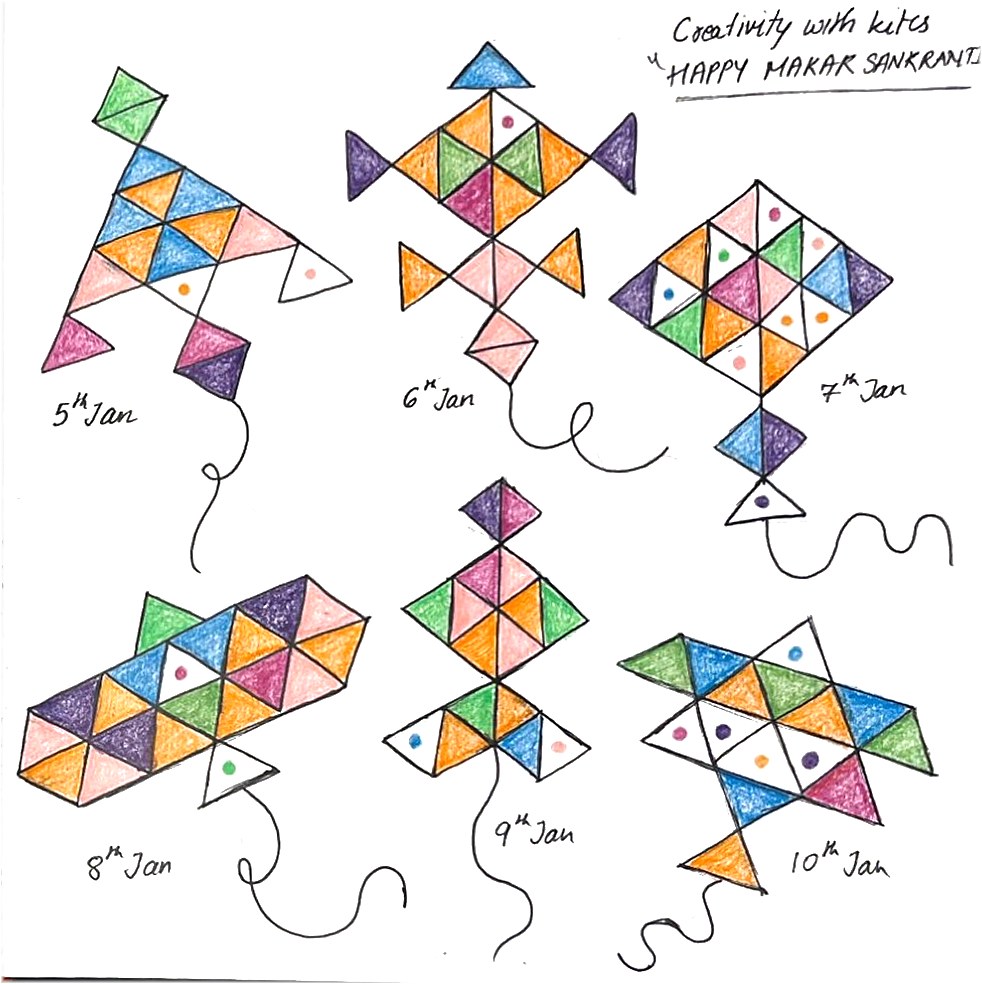 Creativity with kites
"HAPPY MAKAR SANKRANTI
5th Jan
6th Jan
7th Jan
8th Jan
9th Jan
10th Jan